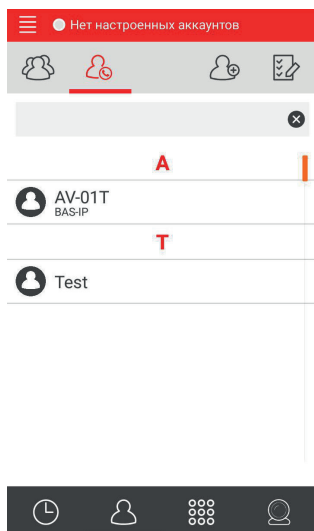 Нет настроенных аккаунтов
A
AV-01T
BAS-IP
T
Test